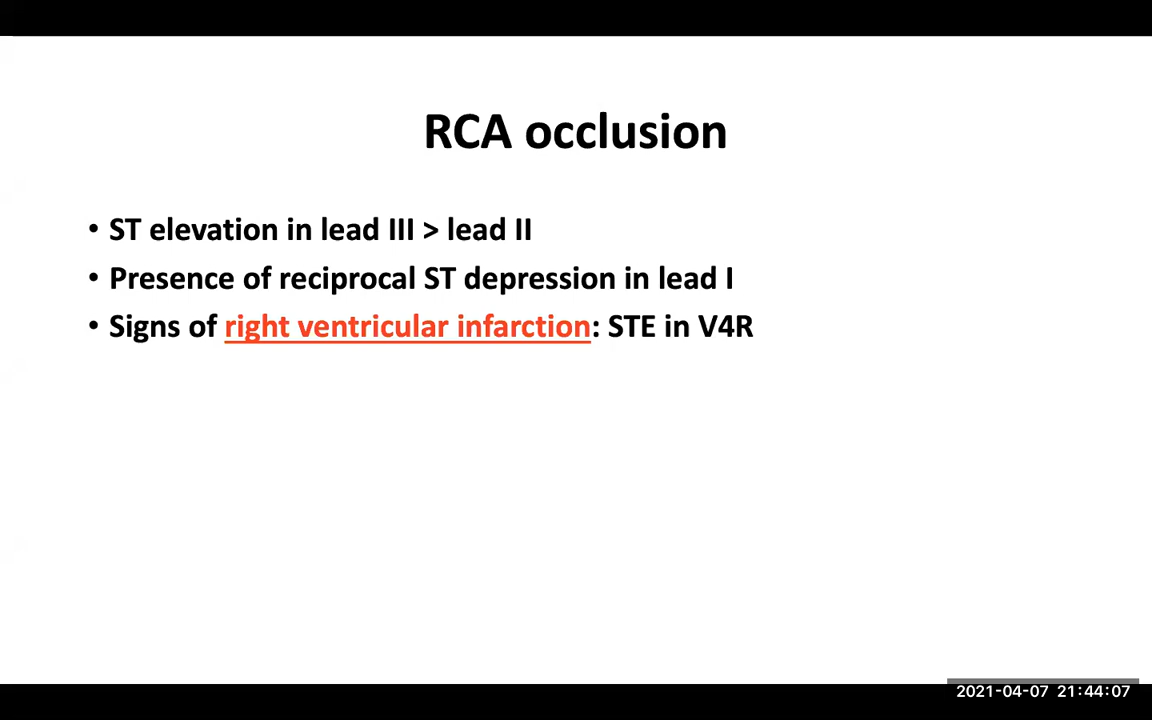 RCA occlusion
• ST elevation in lead III > lead II
• Presence of reciprocal ST depression in lead I
• Signs of right ventricular infarction: STE in V4R
2021-04-07 21:44:07